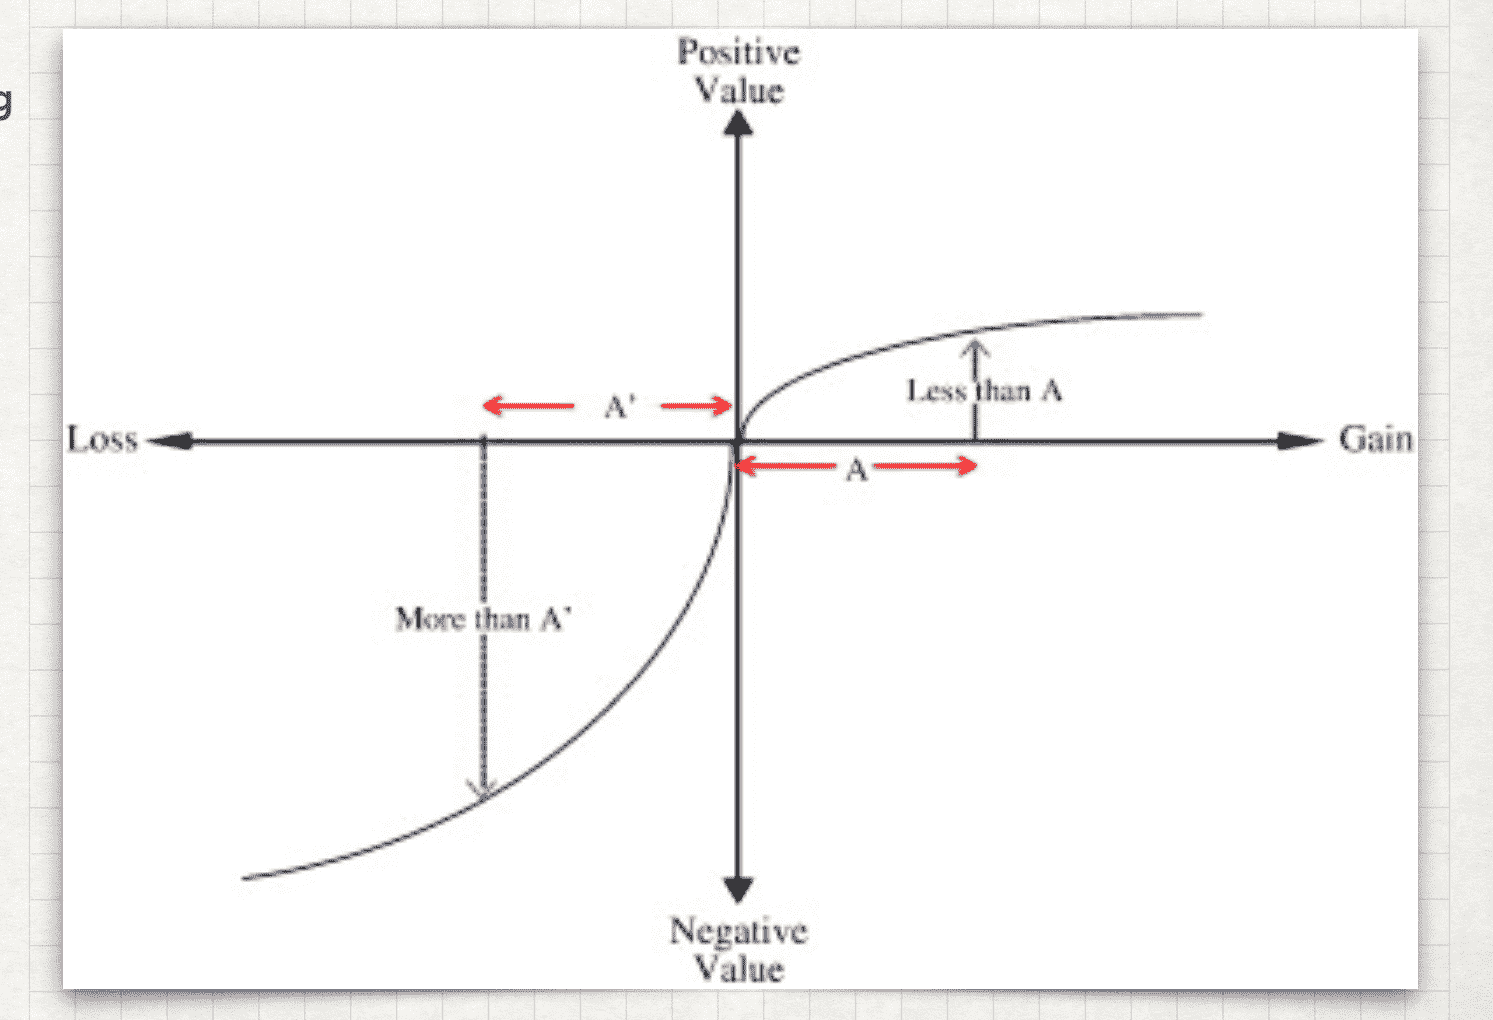 g
Positive
Value
A'
Less than A
Loss
Gain
A
More than A'
Negative
Value